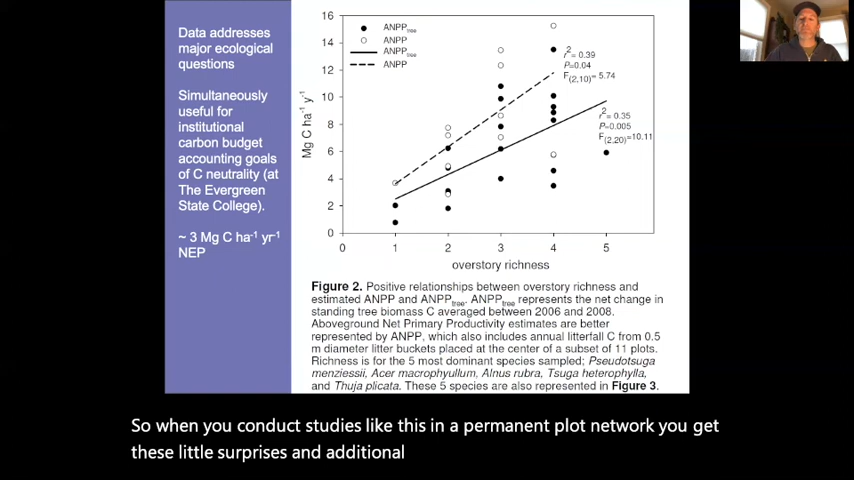 Data addresses
major ecological
questions
Simultaneously
useful for
institutional
carbon budget
accounting goals
of C neutrality (at
The Evergreen
State College).
~ 3 Mg C ha-1 yr-1
NEP
16
14
12
10
8
6
4
2
0
Mg C ha-1 y-1
ANPPtree
ANPP
ANPPtree
ANPP
r2 = 0.39
P=0.04
F(2,10)= 5.74
r2 = 0.35
P=0.005
F(2,20)=10.11
0 1 2 3 4 5
overstory richness
Figure 2. Positive relationships between overstory richness and
estimated ANPP and ANPPtree. ANPPtree represents the net change in
standing tree biomass C averaged between 2006 and 2008.
Aboveground Net Primary Productivity estimates are better
represented by ANPP, which also includes annual litterfall C from 0.5
m diameter litter buckets placed at the center of a subset of 11 plots.
Richness is for the 5 most dominant species sampled; Pseudotsuga
menziessii, Acer macrophyllum, Alnus rubra, Tsuga heterophylla,
and Thuja plicata. These 5 species are also represented in Figure 3.
So when you conduct studies like this in a permanent plot network you get
these little surprises and additional